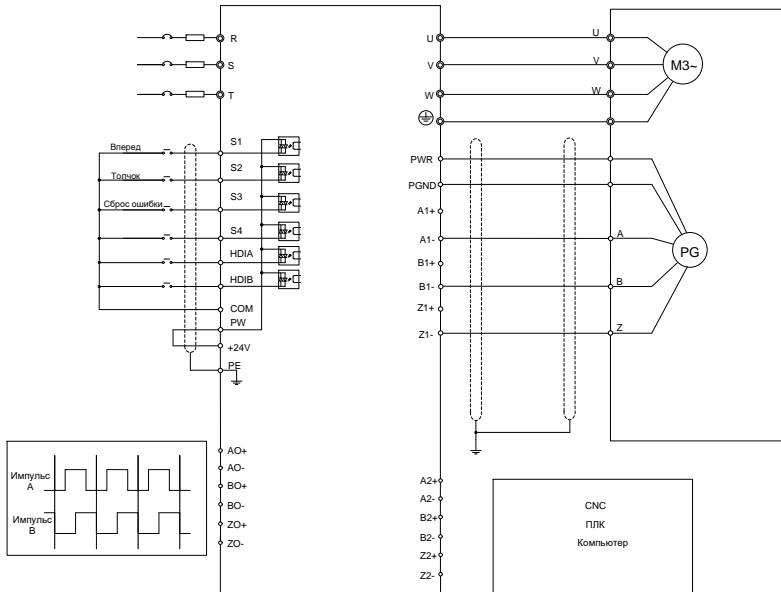 R
S
T
U
V
W
U
V
W
M3~
Вперед
Толчок
Сброс ошибки
S1
S2
S3
S4
HDIA
HDIB
COM
PW
+24V
PE
PWR
PGND
A1+
A1-
B1+
B1-
Z1+
Z1-
A
B
Z
PG
Импульс
A
Импульс
B
AO+
AO-
BO+
BO-
ZO+
ZO-
A2+
A2-
B2+
B2-
Z2+
Z2-
CNC
ПЛК
Компьютер